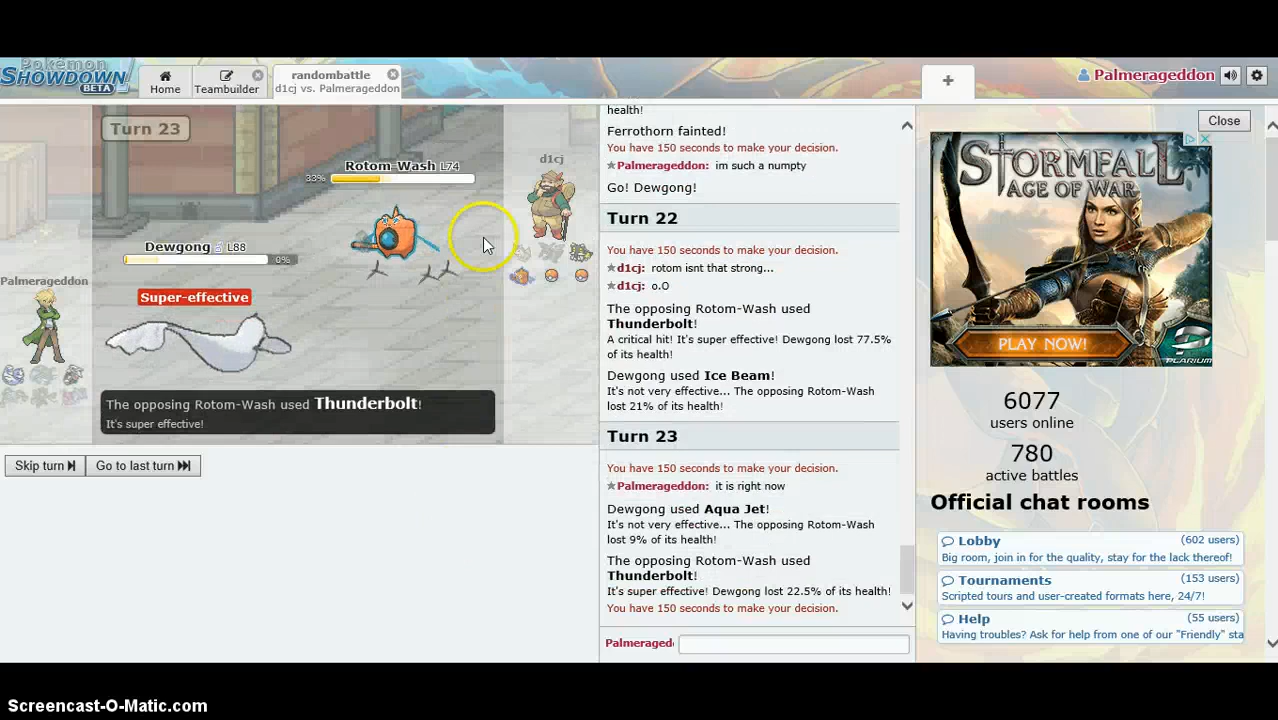 Pokémon
SHOWDOWN
BETA
Home
Teambuilder
randombattle
d1cj vs. Palmerageddon
+
Palmerageddon
Turn 23
Rotom-Wash L74
33%
d1cj
Dewgong L88
0%
Palmerageddon
Super-effective
The opposing Rotom-Wash used Thunderbolt!
It's super effective!
Skip turn
Go to last turn
health!
Ferrothorn fainted!
You have 150 seconds to make your decision.
★Palmerageddon: im such a numpty
Go! Dewgong!
Turn 22
You have 150 seconds to make your decision.
★d1cj: rotom isnt that strong...
★d1cj: o.O
The opposing Rotom-Wash used
Thunderbolt!
A critical hit! It's super effective! Dewgong lost 77.5%
of its health!
Dewgong used Ice Beam!
It's not very effective... The opposing Rotom-Wash
lost 21% of its health!
Turn 23
You have 150 seconds to make your decision.
★Palmerageddon: it is right now
Dewgong used Aqua Jet!
It's not very effective... The opposing Rotom-Wash
lost 9% of its health!
The opposing Rotom-Wash used
Thunderbolt!
It's super effective! Dewgong lost 22.5% of its health!
You have 150 seconds to make your decision.
Palmeraged
Close
STORMFALL
AGE OF WAR
PLAY NOW!
PLARIUM
6077
users online
780
active battles
Official chat rooms
Lobby (602 users)
Big room, join in for the quality, stay for the lack thereof!
Tournaments (153 users)
Scripted tours and user-created formats here, 24/7!
Help (55 users)
Having troubles? Ask for help from one of our "Friendly" sta
Screencast-O-Matic.com